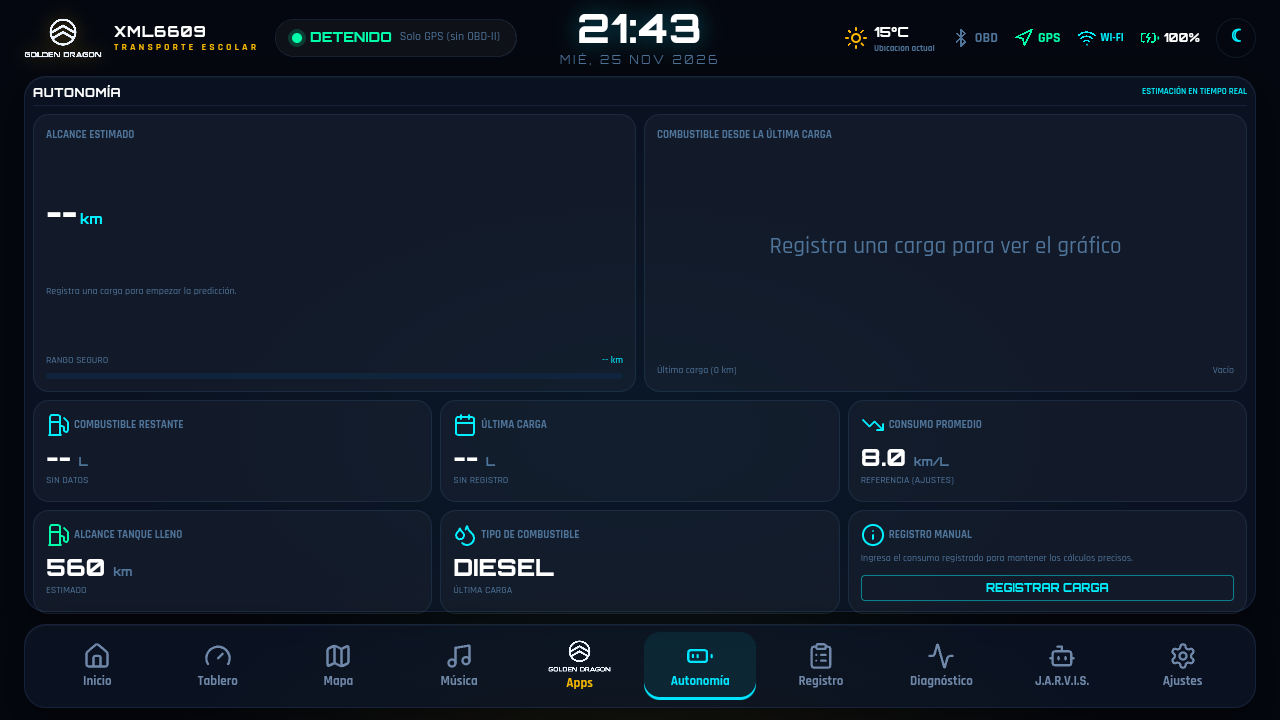 GOLDEN DRAGON
XML6609
TRANSPORTE ESCOLAR
DETENIDO Solo GPS (sin OBD-II)
21:43
MIÉ, 25 NOV 2026
15°C
Ubicacion actual
OBD
GPS
WI-FI
100%
AUTONOMÍA
ESTIMACIÓN EN TIEMPO REAL
ALCANCE ESTIMADO
-- km
Registra una carga para empezar la predicción.
RANGO SEGURO -- km
COMBUSTIBLE DESDE LA ÚLTIMA CARGA
Registra una carga para ver el gráfico
Última carga (0 km) Vacío
COMBUSTIBLE RESTANTE
-- L
SIN DATOS
ÚLTIMA CARGA
-- L
SIN REGISTRO
CONSUMO PROMEDIO
8.0 km/L
REFERENCIA (AJUSTES)
ALCANCE TANQUE LLENO
560 km
ESTIMADO
TIPO DE COMBUSTIBLE
DIESEL
ÚLTIMA CARGA
REGISTRO MANUAL
Ingresa el consumo registrado para mantener los cálculos precisos.
REGISTRAR CARGA
Inicio
Tablero
Mapa
Música
GOLDEN DRAGON
Apps
Autonomía
Registro
Diagnóstico
J.A.R.V.I.S.
Ajustes